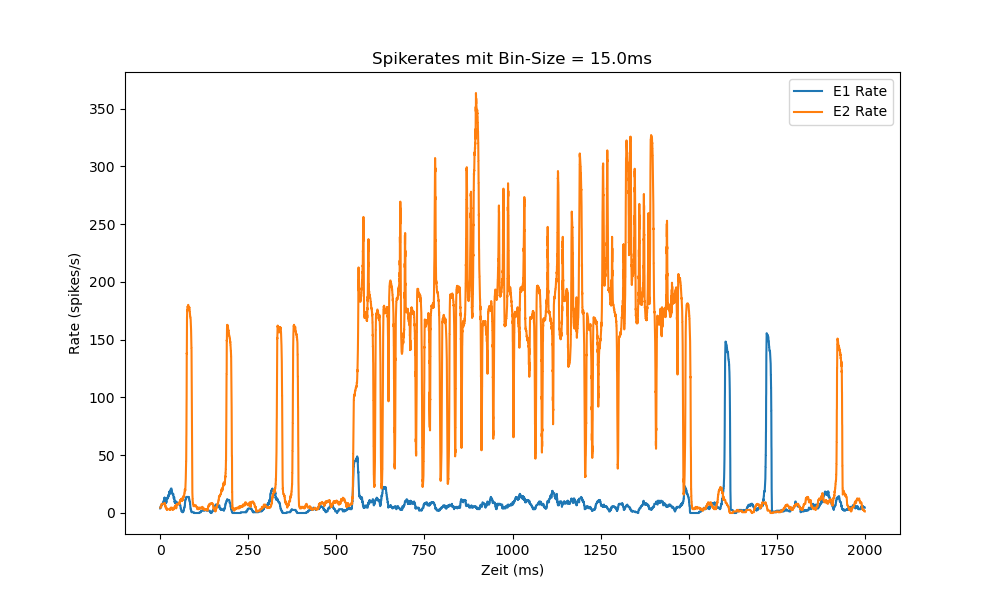 Spikerates mit Bin-Size = 15.0ms
E1 Rate
E2 Rate
350
300
250
200
150
100
50
0
Rate (spikes/s)
0 250 500 750 1000 1250 1500 1750 2000
Zeit (ms)